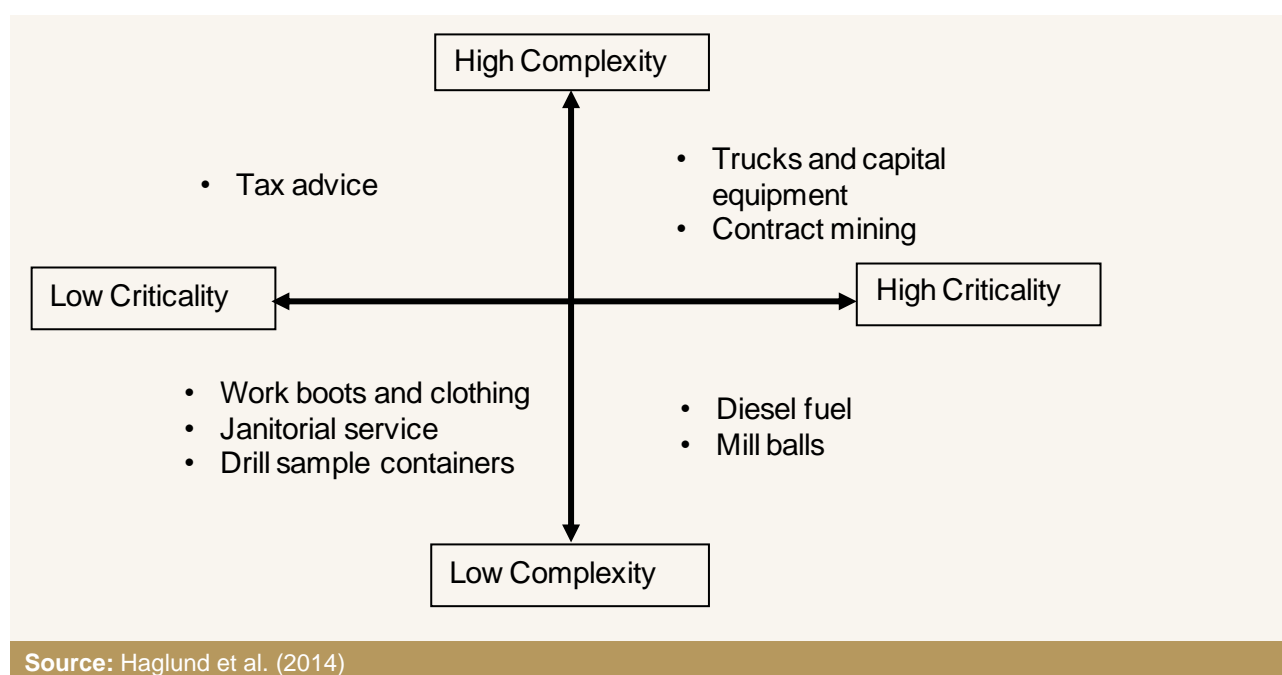 High Complexity
• Tax advice
• Trucks and capital
equipment
• Contract mining
Low Criticality
High Criticality
• Work boots and clothing
• Janitorial service
• Drill sample containers
• Diesel fuel
• Mill balls
Low Complexity
Source: Haglund et al. (2014)